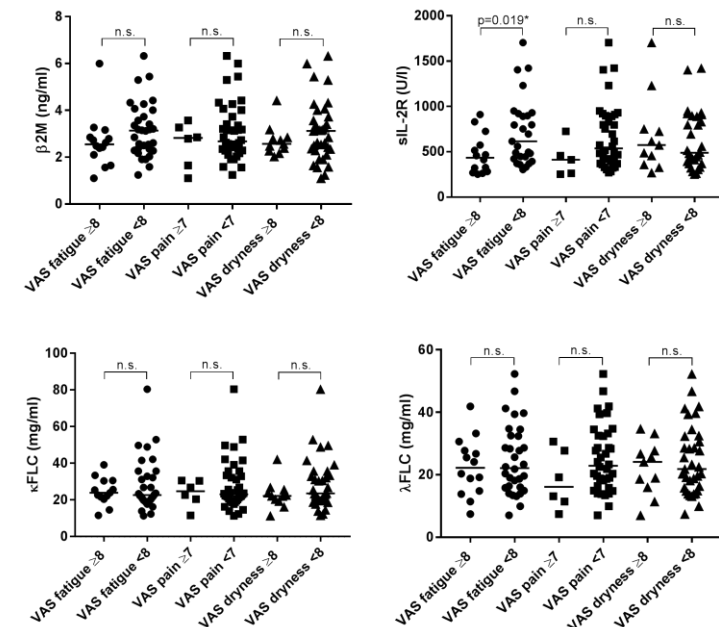 n.s. n.s. n.s.
8
6
4
2
0
β2M (ng/ml)
VAS fatigue ≥8
VAS fatigue <8
VAS pain ≥7
VAS pain <7
VAS dryness ≥8
VAS dryness <8
p=0.019* n.s. n.s.
2000
1500
1000
500
0
sIL-2R (U/l)
VAS fatigue ≥8
VAS fatigue <8
VAS pain ≥7
VAS pain <7
VAS dryness ≥8
VAS dryness <8
n.s. n.s. n.s.
100
80
60
40
20
0
κFLC (mg/ml)
VAS fatigue ≥8
VAS fatigue <8
VAS pain ≥7
VAS pain <7
VAS dryness ≥8
VAS dryness <8
n.s. n.s. n.s.
60
40
20
0
λFLC (mg/ml)
VAS fatigue ≥8
VAS fatigue <8
VAS pain ≥7
VAS pain <7
VAS dryness ≥8
VAS dryness <8